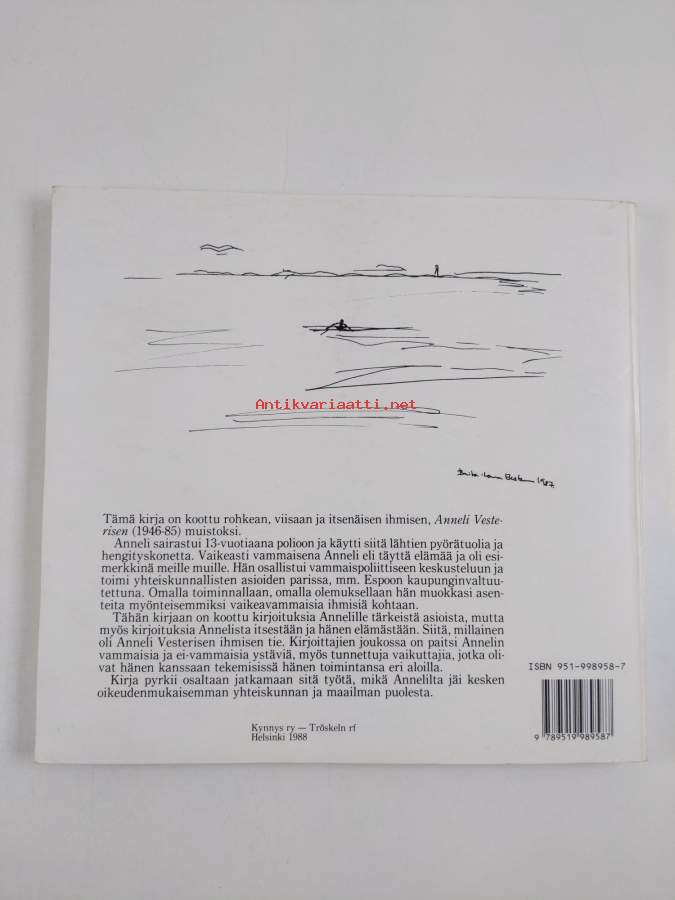 Antikvariaatti.net
1987
Tämä kirja on koottu rohkean, viisaan ja itsenäisen ihmisen, Anneli Veste-
risen (1946-85) muistoksi.
Anneli sairastui 13-vuotiaana polioon ja käytti siitä lähtien pyörätuolia ja
hengityskonetta. Vaikeasti vammaisena Anneli eli täyttä elämää ja oli esi-
merkkinä meille muille. Hän osallistui vammaispoliittiseen keskusteluun ja
toimi yhteiskunnallisten asioiden parissa, mm. Espoon kaupunginvaltuu-
tettuna. Omalla toiminnallaan, omalla olemuksellaan hän muokkasi asen-
teita myönteisemmiksi vaikeavammaisia ihmisiä kohtaan.
Tähän kirjaan on koottu kirjoituksia Annelille tärkeistä asioista, mutta
myös kirjoituksia Annelista itsestään ja hänen elämästään. Siitä, millainen
oli Anneli Vesterisen ihmisen tie. Kirjoittajien joukossa on paitsi Annelin
vammaisia ja ei-vammaisia ystäviä, myös tunnettuja vaikuttajia, jotka oli-
vat hänen kanssaan tekemisissä hänen toimintansa eri aloilla.
Kirja pyrkii osaltaan jatkamaan sitä työtä, mikä Annelilta jäi kesken
oikeudenmukaisemman yhteiskunnan ja maailman puolesta.
Kynnys ry — Tröskeln rf
Helsinki 1988
ISBN 951-998958-7
9 789519 989587